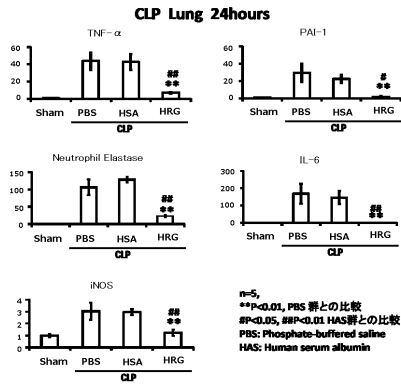 CLP Lung 24hours
TNF-α
60
40
20
0
##
**
Sham PBS HSA HRG
CLP
PAI-1
60
40
20
0
#
**
Sham PBS HSA HRG
CLP
Neutrophil Elastase
150
100
50
0
##
**
Sham PBS HSA HRG
CLP
IL-6
300
200
100
0
##
**
Sham PBS HSA HRG
CLP
iNOS
4
3
2
1
0
##
**
Sham PBS HSA HRG
CLP
n=5,
**P<0.01, PBS 群との比較
#P<0.05, ##P<0.01 HAS群との比較
PBS: Phosphate-buffered saline
HAS: Human serum albumin